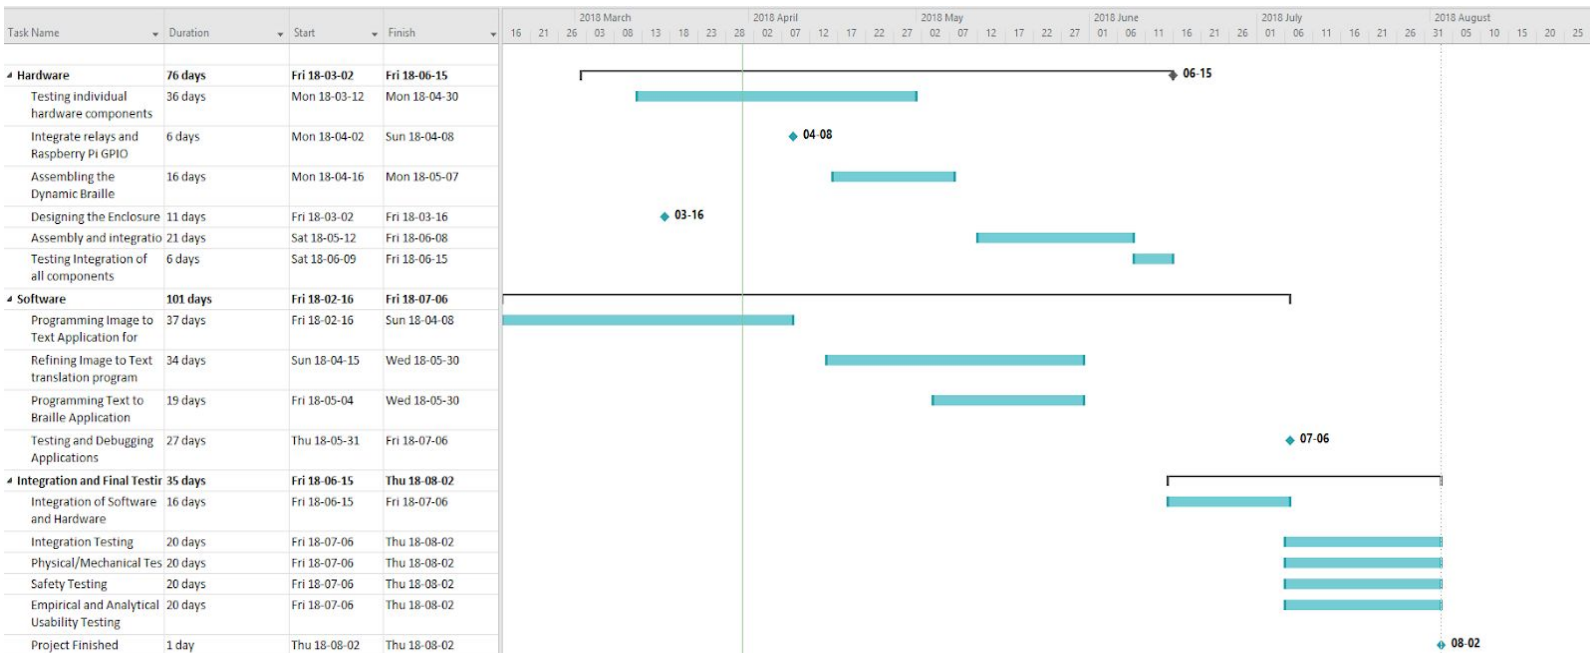 2018 March 2018 April 2018 May 2018 June 2018 July 2018 August
Task Name Duration Start Finish 16 21 26 03 08 13 18 23 28 02 07 12 17 22 27 02 07 12 17 22 27 01 06 11 16 21 26 01 06 11 16 21 26 31 05 10 15 20 25
Hardware 76 days Fri 18-03-02 Fri 18-06-15 06-15
Testing individual 36 days Mon 18-03-12 Mon 18-04-30
hardware components
Integrate relays and 6 days Mon 18-04-02 Sun 18-04-08 04-08
Raspberry Pi GPIO
Assembling the 16 days Mon 18-04-16 Mon 18-05-07
Dynamic Braille
Designing the Enclosure 11 days Fri 18-03-02 Fri 18-03-16 03-16
Assembly and integratio 21 days Sat 18-05-12 Fri 18-06-08
Testing Integration of 6 days Sat 18-06-09 Fri 18-06-15
all components
Software 101 days Fri 18-02-16 Fri 18-07-06
Programming Image to 37 days Fri 18-02-16 Sun 18-04-08
Text Application for
Refining Image to Text 34 days Sun 18-04-15 Wed 18-05-30
translation program
Programming Text to 19 days Fri 18-05-04 Wed 18-05-30
Braille Application
Testing and Debugging 27 days Thu 18-05-31 Fri 18-07-06 07-06
Applications
Integration and Final Testir 35 days Fri 18-06-15 Thu 18-08-02
Integration of Software 16 days Fri 18-06-15 Fri 18-07-06
and Hardware
Integration Testing 20 days Fri 18-07-06 Thu 18-08-02
Physical/Mechanical Tes 20 days Fri 18-07-06 Thu 18-08-02
Safety Testing 20 days Fri 18-07-06 Thu 18-08-02
Empirical and Analytical 20 days Fri 18-07-06 Thu 18-08-02
Usability Testing
Project Finished 1 day Thu 18-08-02 Thu 18-08-02 08-02